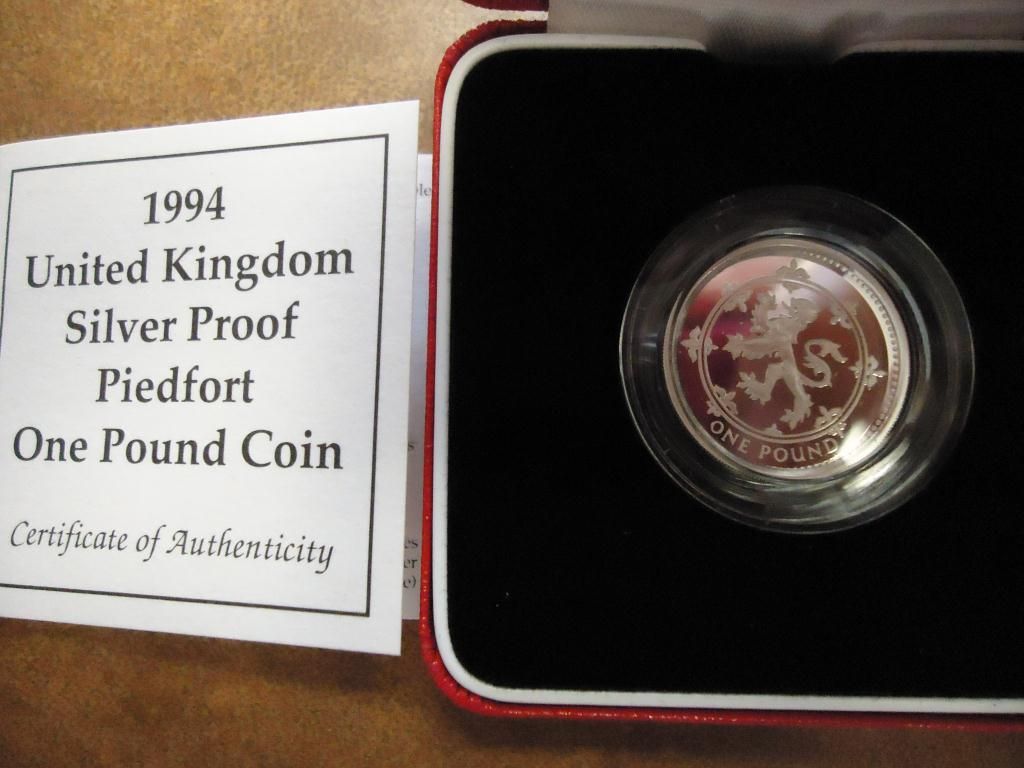 1994
United Kingdom
Silver Proof
Piedfort
One Pound Coin
Certificate of Authenticity
ONE POUND